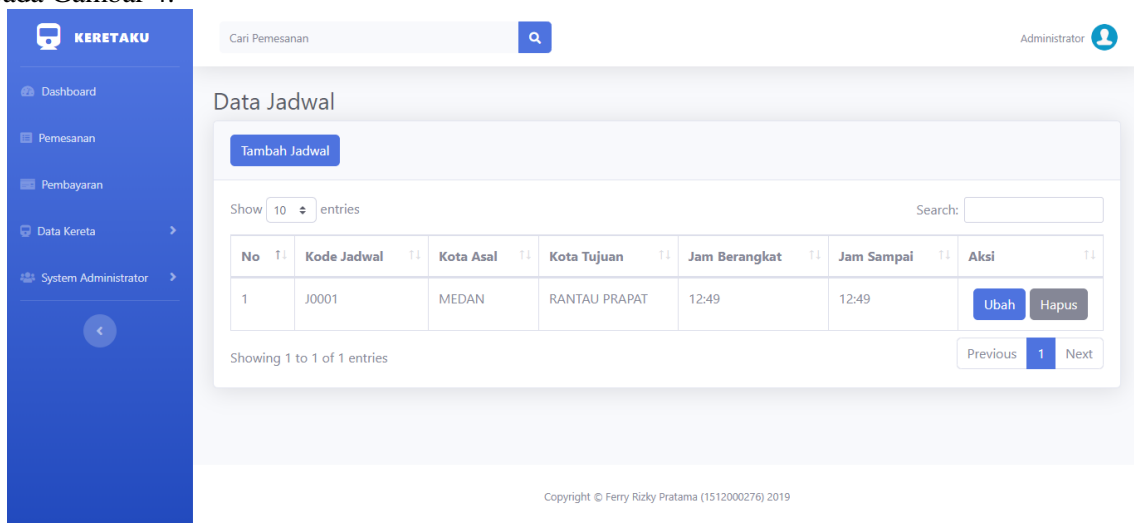 ada Gambar 4.
KERETAKU
Cari Pemesanan
Administrator
Dashboard
Pemesanan
Pembayaran
Data Kereta
System Administrator
Data Jadwal
Tambah Jadwal
Show 10 entries
Search:
No Kode Jadwal Kota Asal Kota Tujuan Jam Berangkat Jam Sampai Aksi
1 J0001 MEDAN RANTAU PRAPAT 12:49 12:49 Ubah Hapus
Showing 1 to 1 of 1 entries
Previous 1 Next
Copyright © Ferry Rizky Pratama (1512000276) 2019